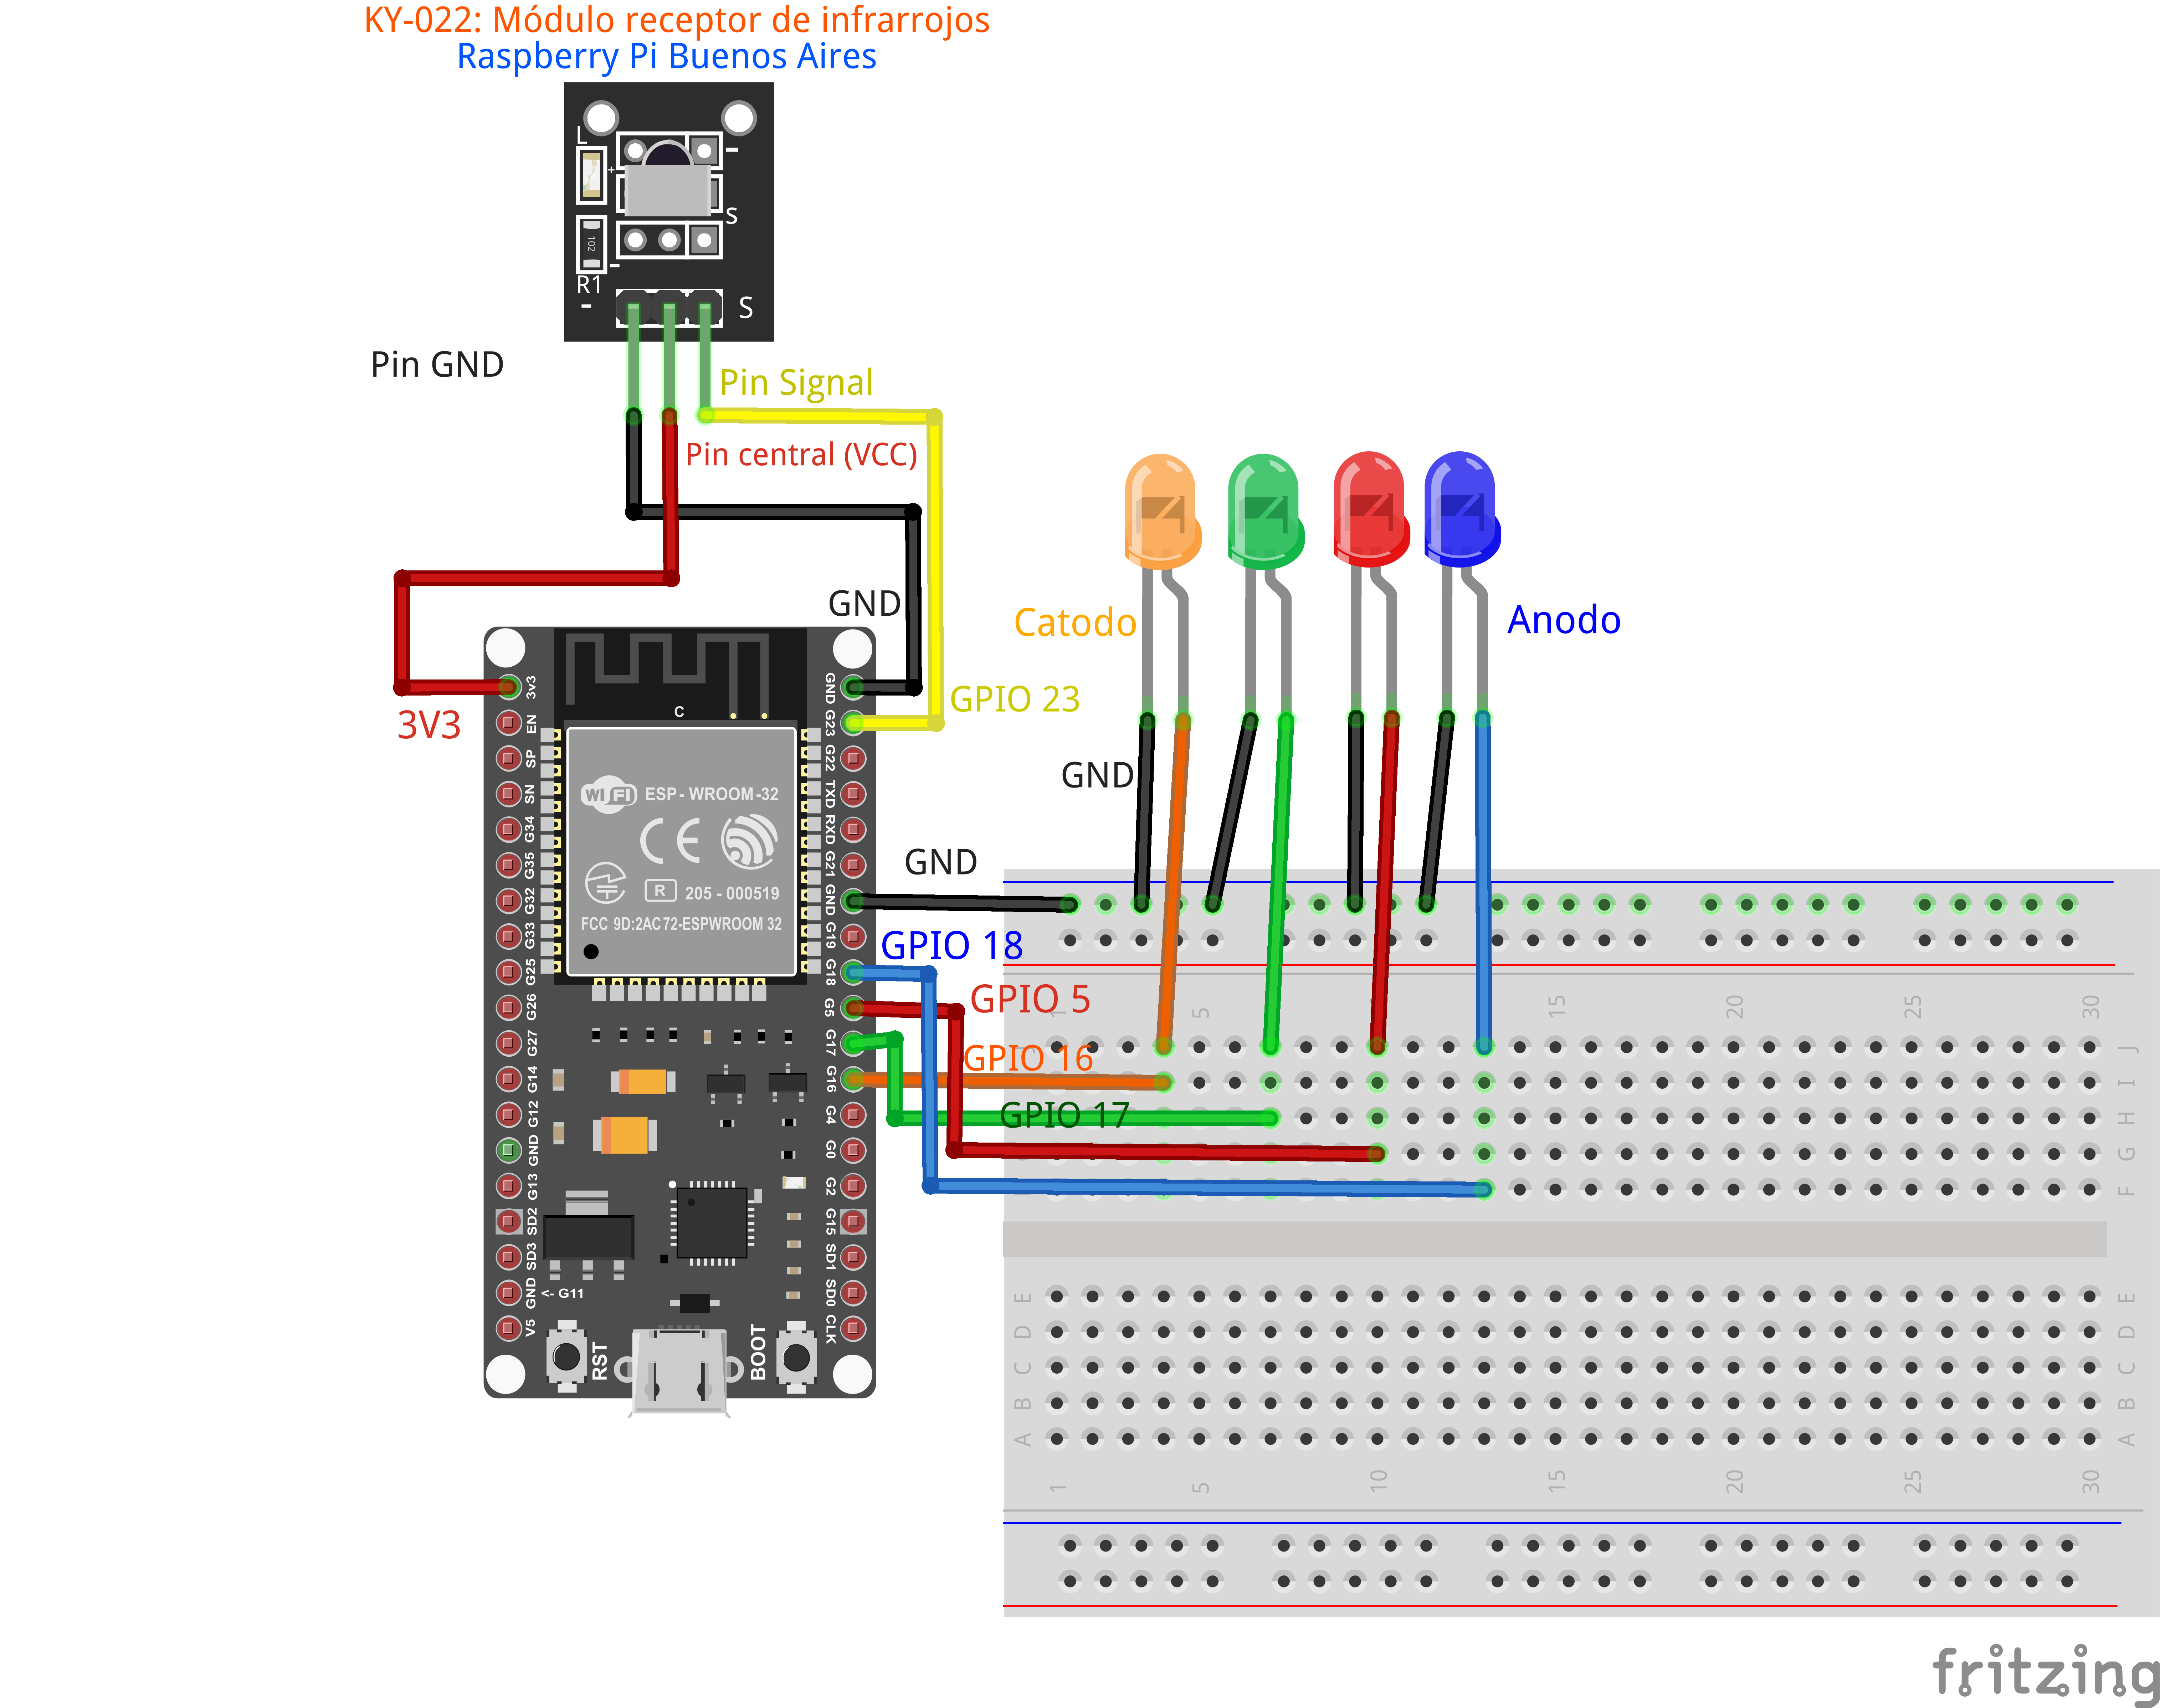 KY-022: Módulo receptor de infrarrojos
Raspberry Pi Buenos Aires
L
-
+
s
102
R1
-
-
S
Pin GND
Pin Signal
Pin central (VCC)
GND
3V3
GPIO 23
Catodo
Anodo
GND
GND
GPIO 18
GPIO 5
GPIO 16
GPIO 17
C
WiFi ESP-WROOM-32
CE
R 205-000519
FCC 9D:2AC72-ESPWROOM 32
3v3
EN
SP
SN
G34
G35
G32
G33
G25
G26
G27
G14
G12
GND
G13
SD2
SD3
GND
V5
GND
G23
G22
TXD
RXD
G21
GND
G19
G18
G5
G17
G16
G4
G0
G2
G15
SD1
SD0
CLK
<- G11
RST
BOOT
1 5 15 20 25 30
J
I
H
G
F
E E
D D
C C
B B
A A
1 5 10 15 20 25 30
fritzing